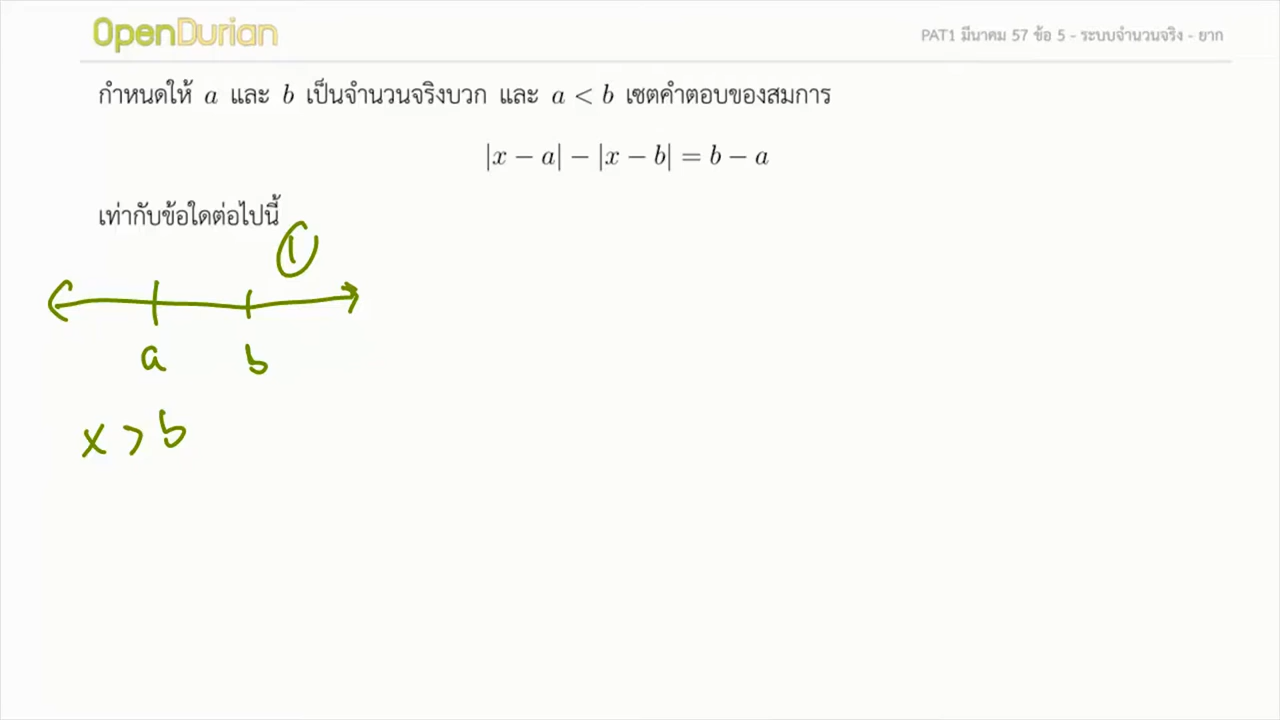 OpenDurian
PAT1 มีนาคม 57 ข้อ 5 - ระบบจำนวนจริง - ยาก
กำหนดให้ a และ b เป็นจำนวนจริงบวก และ a < b เซตคำตอบของสมการ
|x − a| − |x − b| = b − a
เท่ากับข้อใดต่อไปนี้
①
a b
x > b